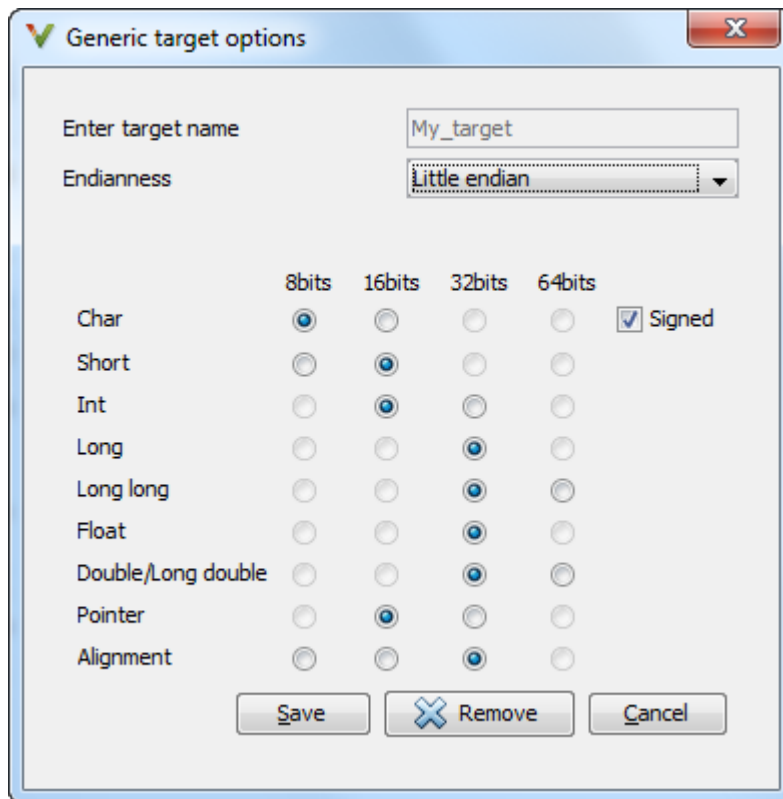 Generic target options
Enter target name My_target
Endianness Little endian
8bits 16bits 32bits 64bits
Char Signed
Short
Int
Long
Long long
Float
Double/Long double
Pointer
Alignment
Save Remove Cancel